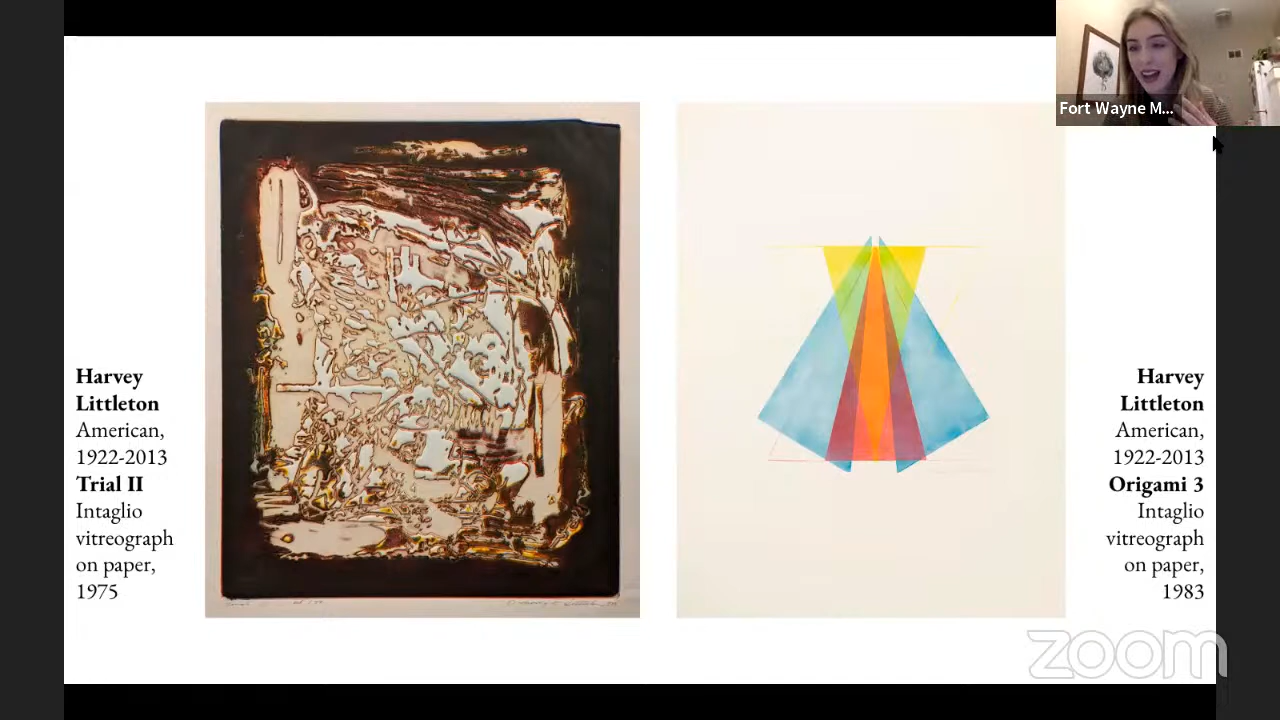 Fort Wayne M...
Harvey
Littleton
American,
1922-2013
Trial II
Intaglio
vitreograph
on paper,
1975
Harvey
Littleton
American,
1922-2013
Origami 3
Intaglio
vitreograph
on paper,
1983
zoom